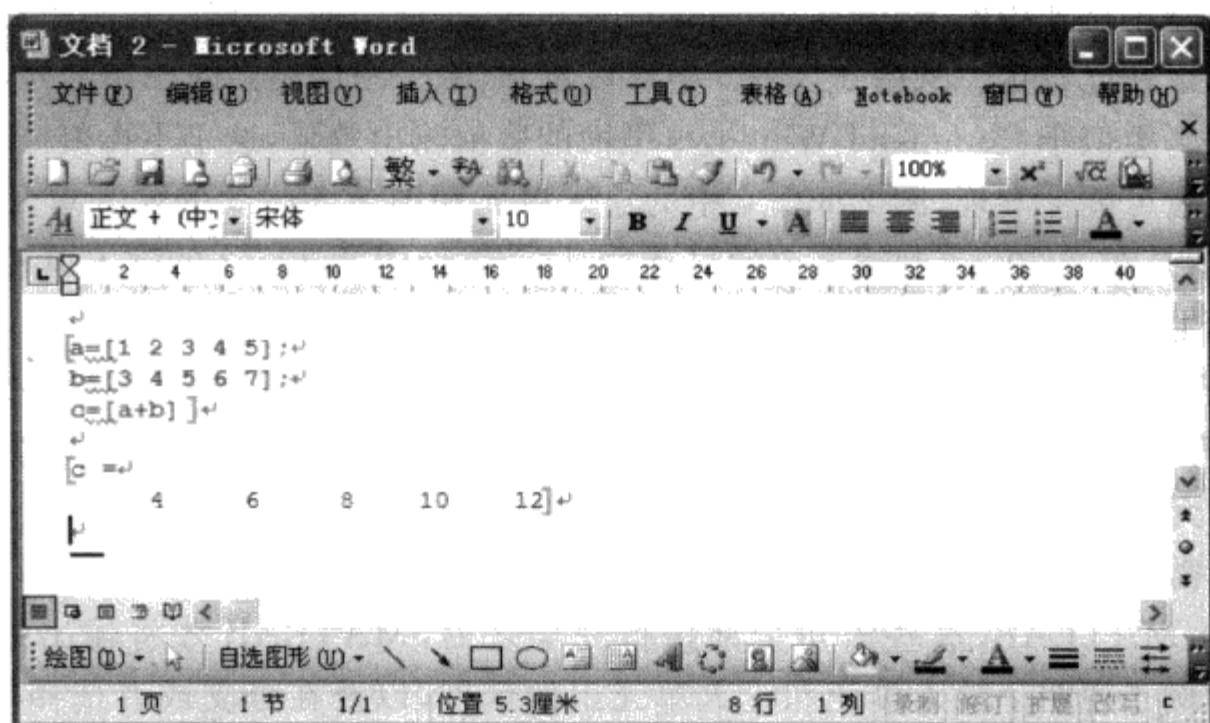 文档 2 - Microsoft Word
文件(F) 编辑(E) 视图(V) 插入(I) 格式(O) 工具(T) 表格(A) Notebook 窗口(W) 帮助(H)
繁 100%
正文 + (中 宋体 10 B I U A A
2 4 6 8 10 12 14 16 18 20 22 24 26 28 30 32 34 36 38 40
[a=[1 2 3 4 5];
b=[3 4 5 6 7];
c=[a+b] ]
[c =
4 6 8 10 12]
绘图(D) 自选图形(U) A
1 页 1 节 1/1 位置 5.3厘米 8 行 1 列 录制 修订 扩展 改写